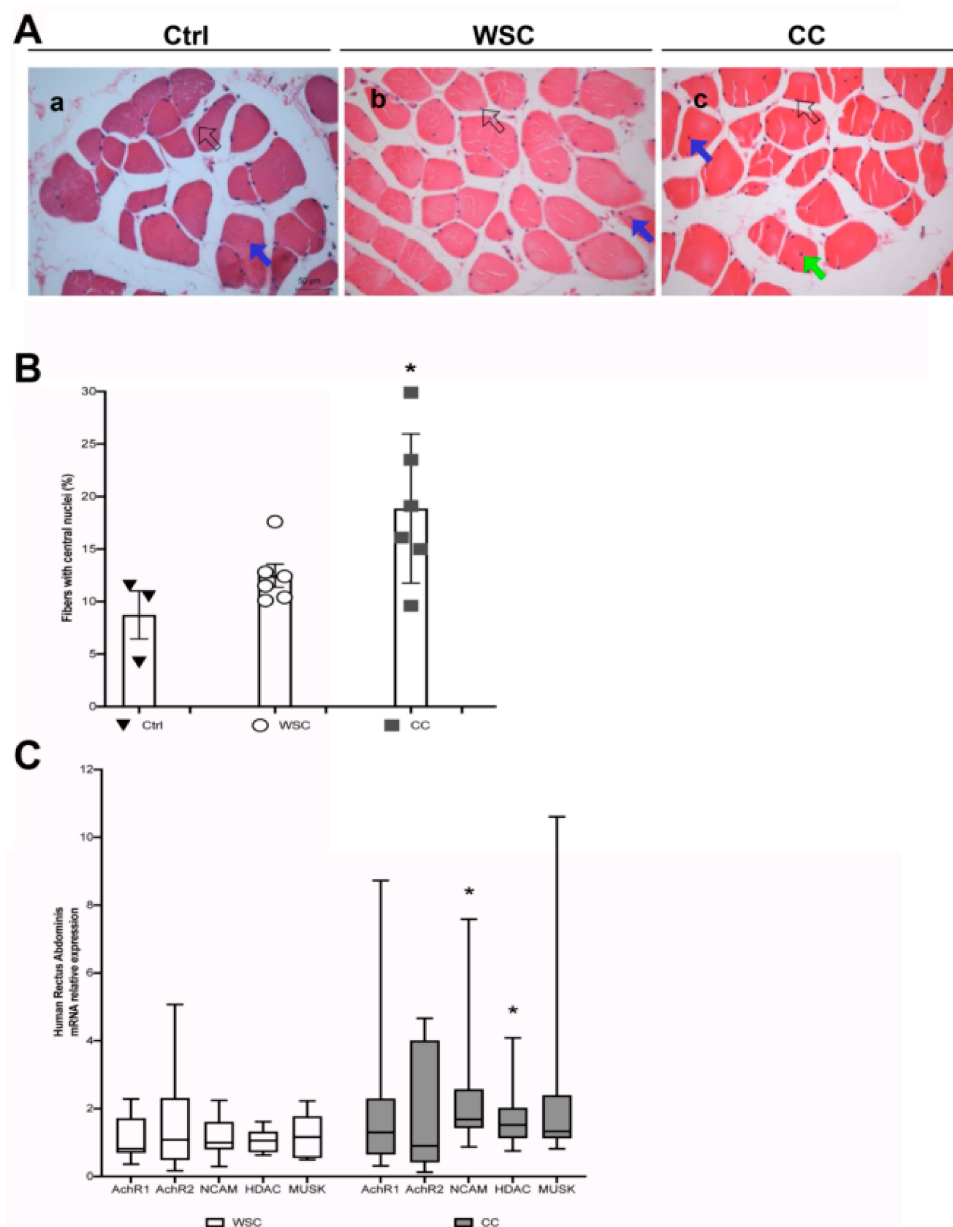 A
Ctrl WSC CC
a b c
50 µm
B
*
Fibers with central nuclei (%)
30
25
20
15
10
5
0
Ctrl WSC CC
C
Human Rectus Abdominis
mRNA relative expression
12
10
8
6
4
2
0
* *
AchR1 AchR2 NCAM HDAC MUSK AchR1 AchR2 NCAM HDAC MUSK
WSC CC